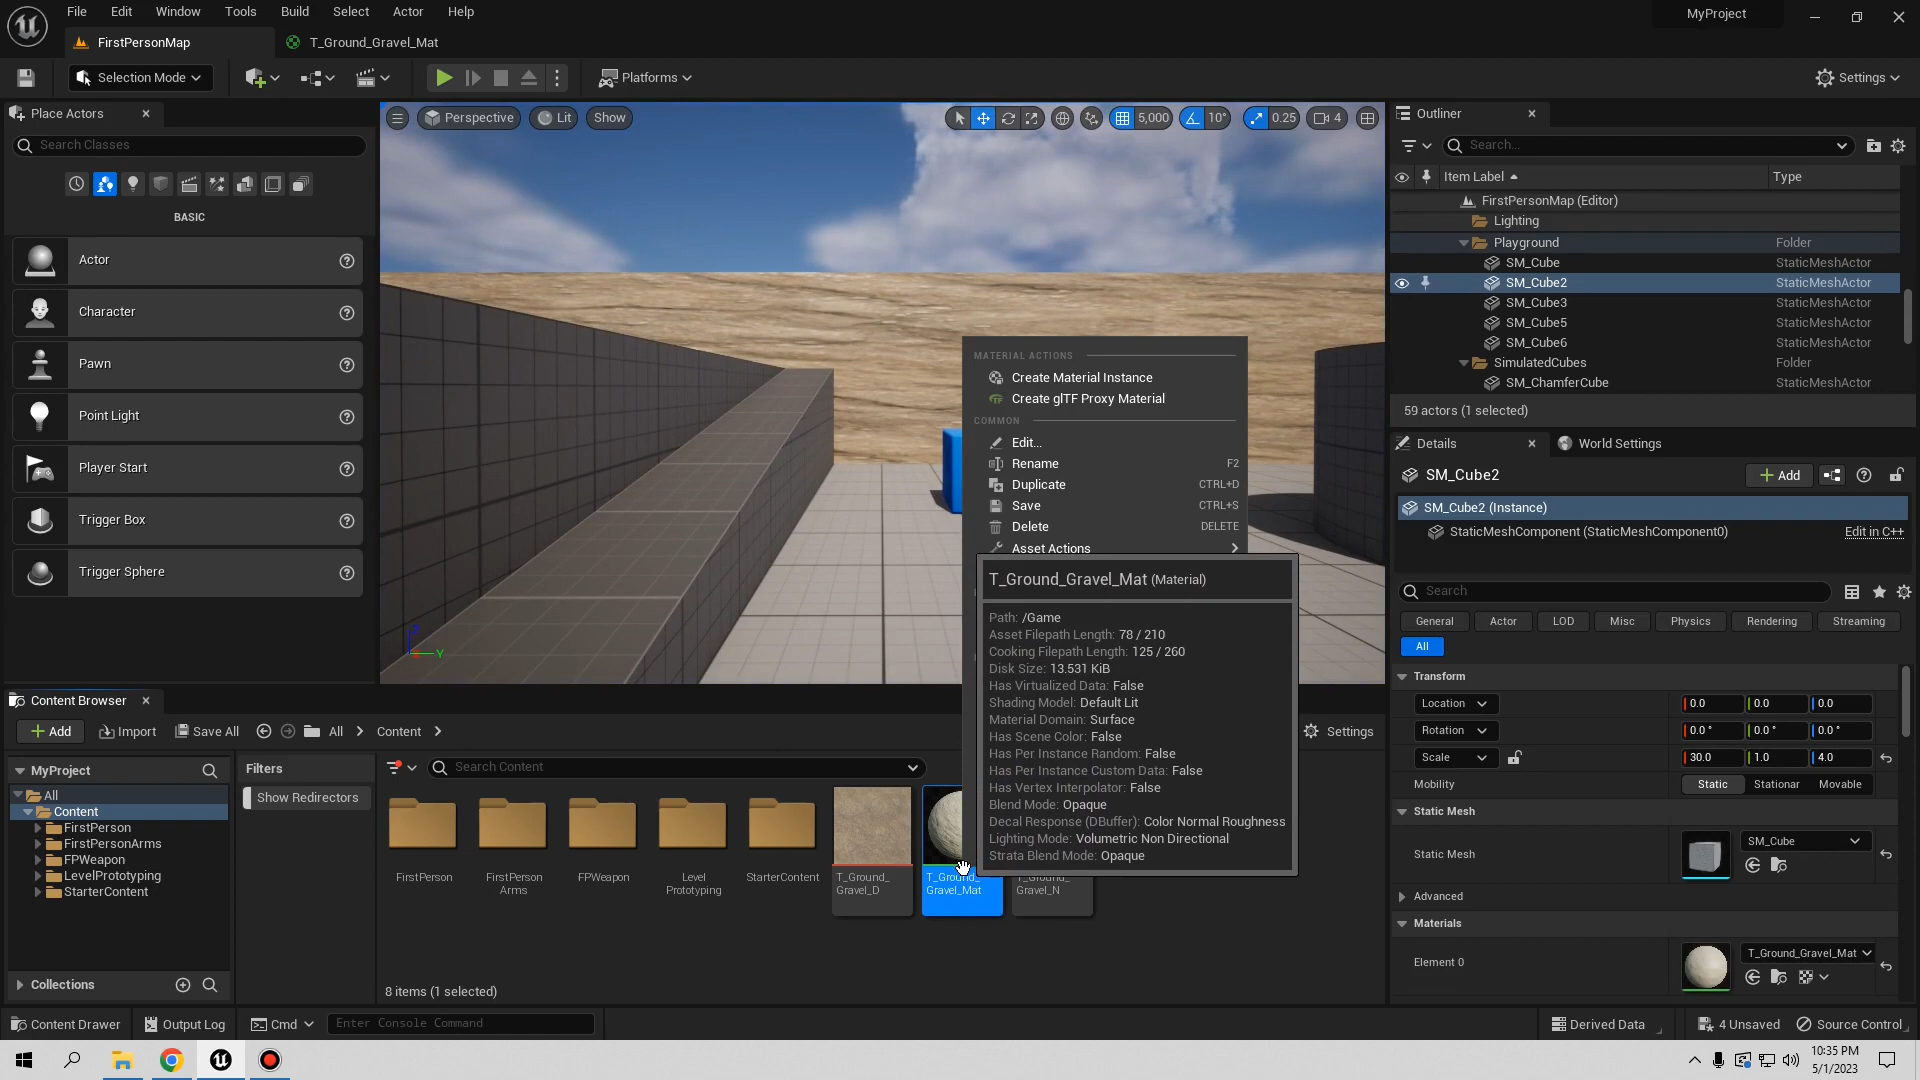 File Edit Window Tools Build Select Actor Help
MyProject
FirstPersonMap
T_Ground_Gravel_Mat
Selection Mode
Platforms
Settings
Place Actors
Search Classes
BASIC
Actor
Character
Pawn
Point Light
Player Start
Trigger Box
Trigger Sphere
Perspective
Lit
Show
5,000
10°
0.25
4
Z
Y
MATERIAL ACTIONS
Create Material Instance
Create glTF Proxy Material
COMMON
Edit...
Rename F2
Duplicate CTRL+D
Save CTRL+S
Delete DELETE
Asset Actions
T_Ground_Gravel_Mat (Material)
Path: /Game
Asset Filepath Length: 78 / 210
Cooking Filepath Length: 125 / 260
Disk Size: 13.531 KiB
Has Virtualized Data: False
Shading Model: Default Lit
Material Domain: Surface
Has Scene Color: False
Has Per Instance Random: False
Has Per Instance Custom Data: False
Has Vertex Interpolator: False
Blend Mode: Opaque
Decal Response (DBuffer): Color Normal Roughness
Lighting Mode: Volumetric Non Directional
Strata Blend Mode: Opaque
Outliner
Search...
Item Label Type
FirstPersonMap (Editor)
Lighting
Playground Folder
SM_Cube StaticMeshActor
SM_Cube2 StaticMeshActor
SM_Cube3 StaticMeshActor
SM_Cube5 StaticMeshActor
SM_Cube6 StaticMeshActor
SimulatedCubes Folder
SM_ChamferCube StaticMeshActor
59 actors (1 selected)
Details
World Settings
SM_Cube2
Add
SM_Cube2 (Instance)
StaticMeshComponent (StaticMeshComponent0) Edit in C++
Search
General Actor LOD Misc Physics Rendering Streaming
All
Transform
Location 0.0 0.0 0.0
Rotation 0.0 ° 0.0 ° 0.0 °
Scale 30.0 1.0 4.0
Mobility Static Stationar Movable
Static Mesh
Static Mesh SM_Cube
Advanced
Materials
Element 0 T_Ground_Gravel_Mat
Content Browser
Add Import Save All All Content
Settings
MyProject
All
Content
FirstPerson
FirstPersonArms
FPWeapon
LevelPrototyping
StarterContent
Collections
Filters
Show Redirectors
Search Content
FirstPerson
FirstPerson
Arms
FPWeapon
Level
Prototyping
StarterContent
T_Ground_
Gravel_D
T_Ground_
Gravel_Mat
T_Ground_
Gravel_N
8 items (1 selected)
Content Drawer
Output Log
Cmd
Enter Console Command
Derived Data
4 Unsaved
Source Control
10:35 PM
5/1/2023